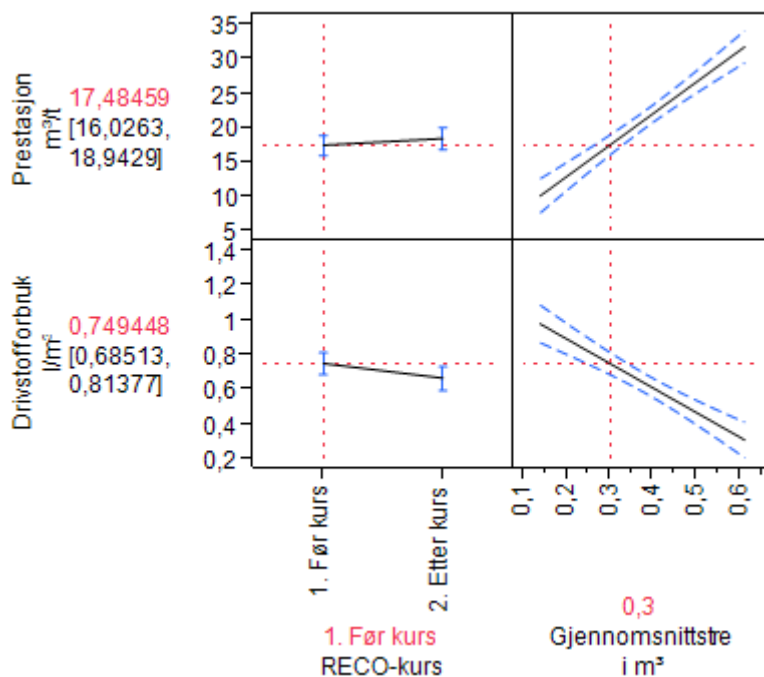 Prestasjon
m³/t
17,48459
[16,0263,
18,9429]
35
30
25
20
15
10
5
Drivstofforbruk
l/m³
0,749448
[0,68513,
0,81377]
1,4
1,2
1
0,8
0,6
0,4
0,2
1. Før kurs
2. Etter kurs
1. Før kurs
RECO-kurs
0,1
0,2
0,3
0,4
0,5
0,6
0,3
Gjennomsnittstre
i m³